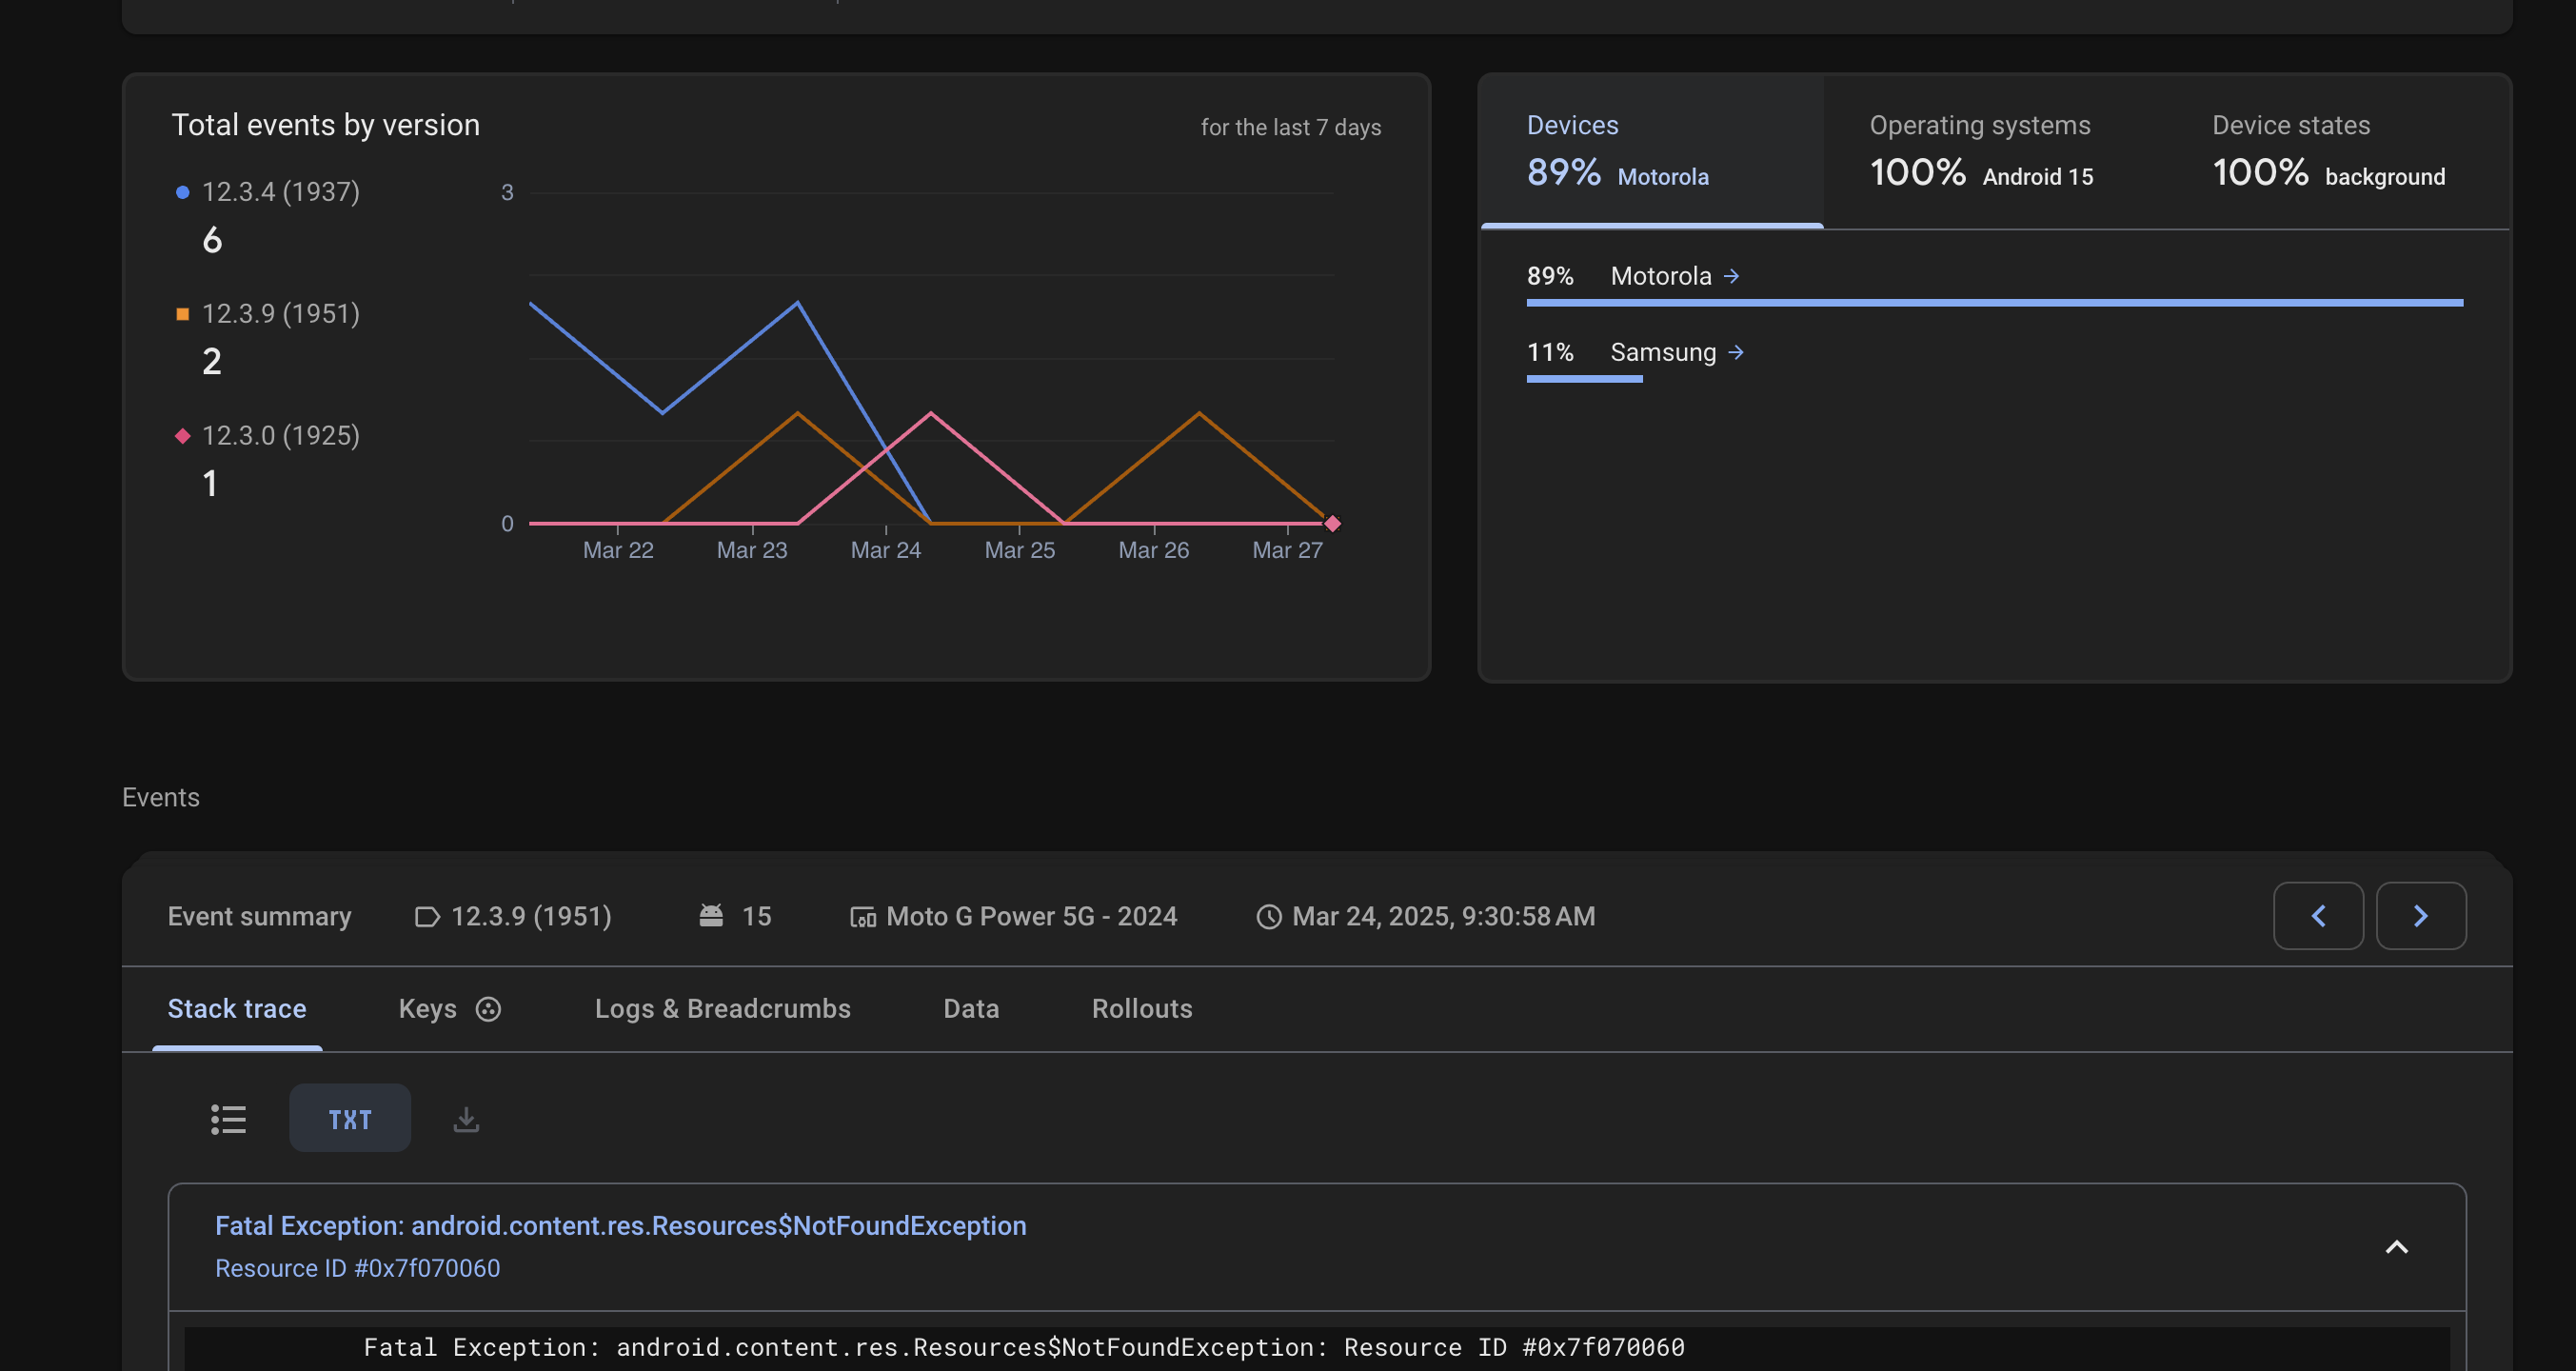 Total events by version
for the last 7 days
12.3.4 (1937)
6
12.3.9 (1951)
2
12.3.0 (1925)
1
3
0
Mar 22 Mar 23 Mar 24 Mar 25 Mar 26 Mar 27
Devices
89% Motorola
Operating systems
100% Android 15
Device states
100% background
89% Motorola
11% Samsung
Events
Event summary 12.3.9 (1951) 15 Moto G Power 5G - 2024 Mar 24, 2025, 9:30:58 AM
Stack trace Keys Logs & Breadcrumbs Data Rollouts
TXT
Fatal Exception: android.content.res.Resources$NotFoundException
Resource ID #0x7f070060
Fatal Exception: android.content.res.Resources$NotFoundException: Resource ID #0x7f070060